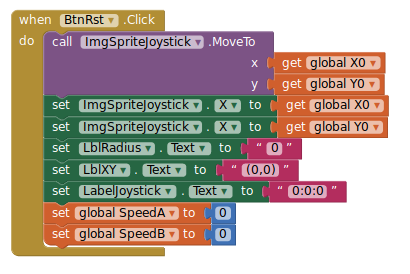 when BtnRst .Click
do call ImgSpriteJoystick .MoveTo
x get global X0
y get global Y0
set ImgSpriteJoystick . X to get global X0
set ImgSpriteJoystick . X to get global Y0
set LblRadius . Text to “ 0 ”
set LblXY . Text to “ (0,0) ”
set LabelJoystick . Text to “ 0:0:0 ”
set global SpeedA to 0
set global SpeedB to 0